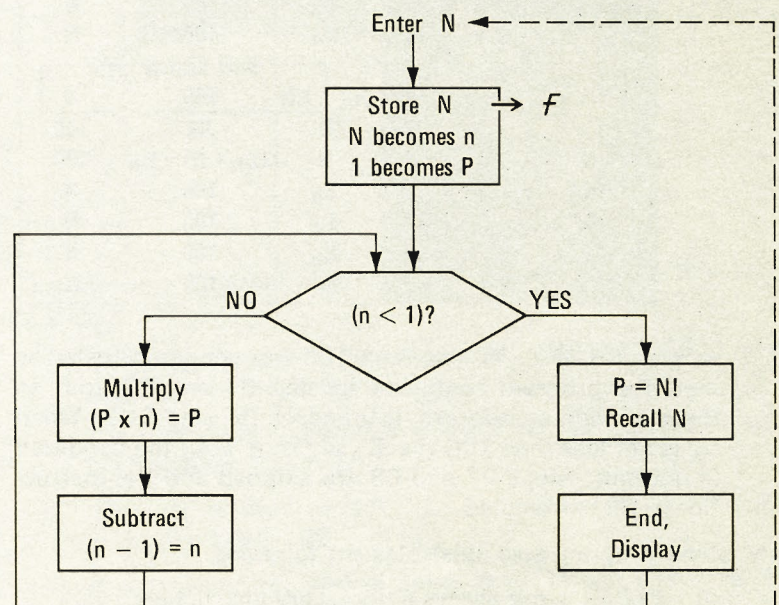 Enter N
Store N
N becomes n
1 becomes P
F
(n < 1)?
NO
YES
Multiply
(P x n) = P
Subtract
(n − 1) = n
P = N!
Recall N
End,
Display